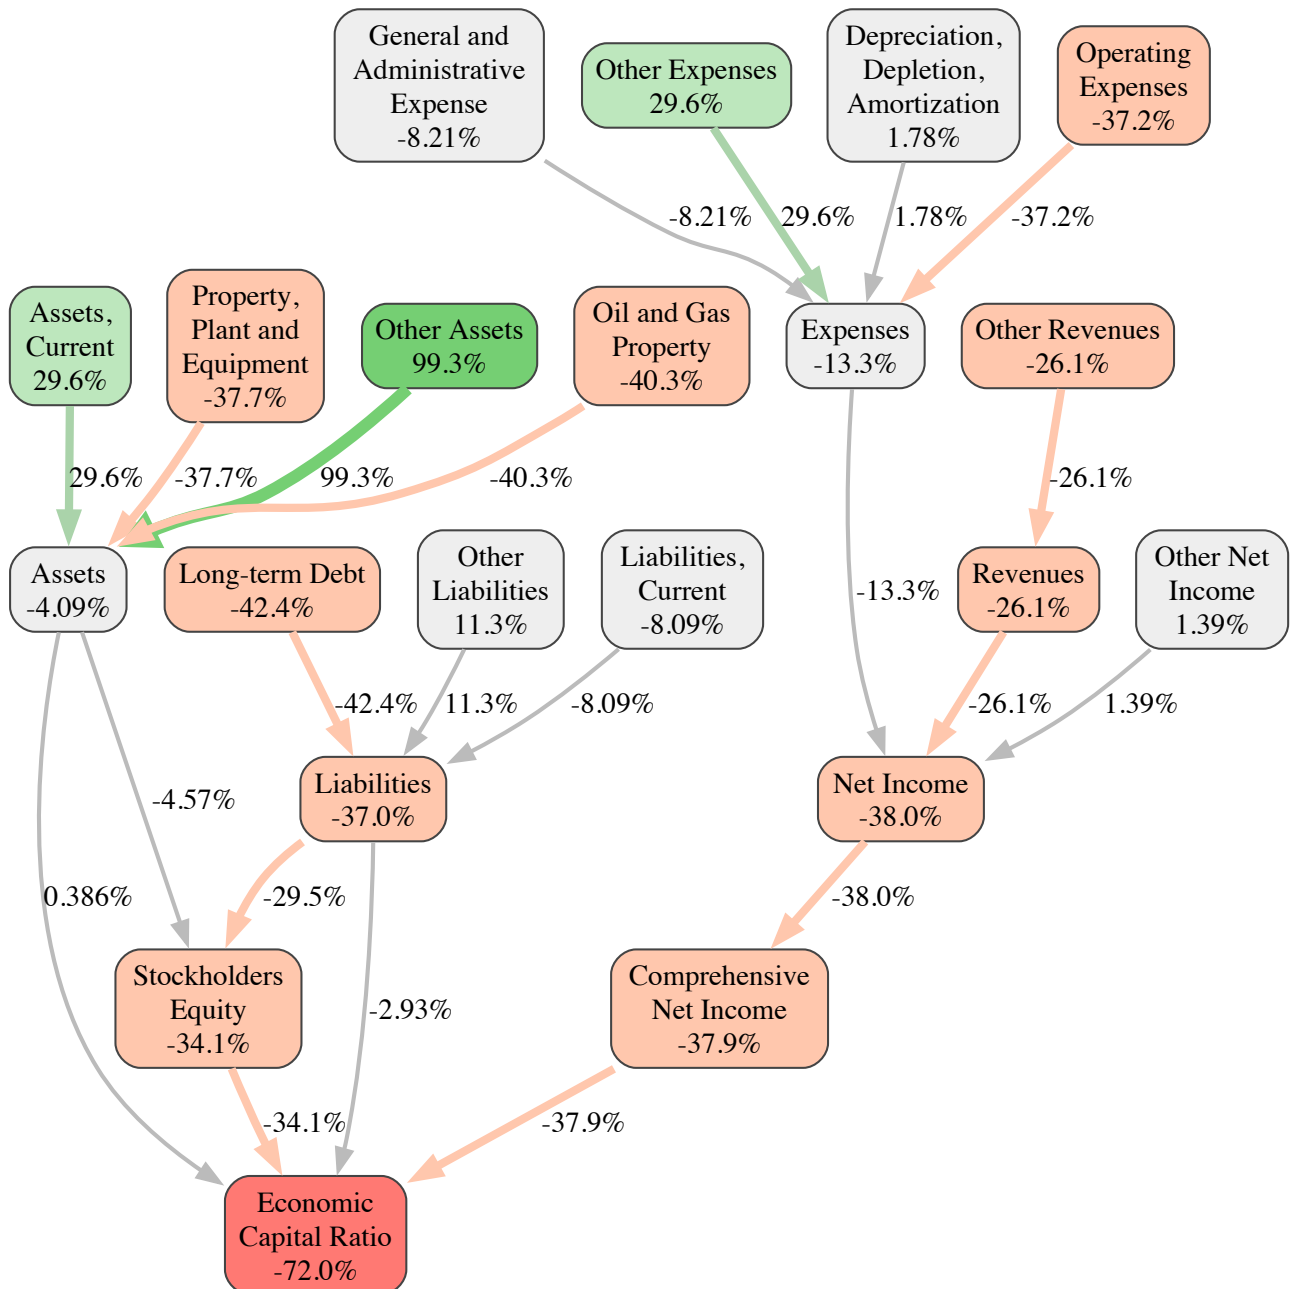 General and
Administrative
Expense
-8.21%
Other Expenses
29.6%
Depreciation,
Depletion,
Amortization
1.78%
Operating
Expenses
-37.2%
-8.21%
29.6%
1.78%
-37.2%
Assets,
Current
29.6%
Property,
Plant and
Equipment
-37.7%
Other Assets
99.3%
Oil and Gas
Property
-40.3%
Expenses
-13.3%
Other Revenues
-26.1%
29.6%
-37.7%
99.3%
-40.3%
-26.1%
Assets
-4.09%
Long-term Debt
-42.4%
Other
Liabilities
11.3%
Liabilities,
Current
-8.09%
-13.3%
Revenues
-26.1%
Other Net
Income
1.39%
-42.4%
11.3%
-8.09%
-26.1%
1.39%
-4.57%
Liabilities
-37.0%
Net Income
-38.0%
0.386%
-29.5%
-38.0%
Stockholders
Equity
-34.1%
-2.93%
Comprehensive
Net Income
-37.9%
-34.1%
-37.9%
Economic
Capital Ratio
-72.0%